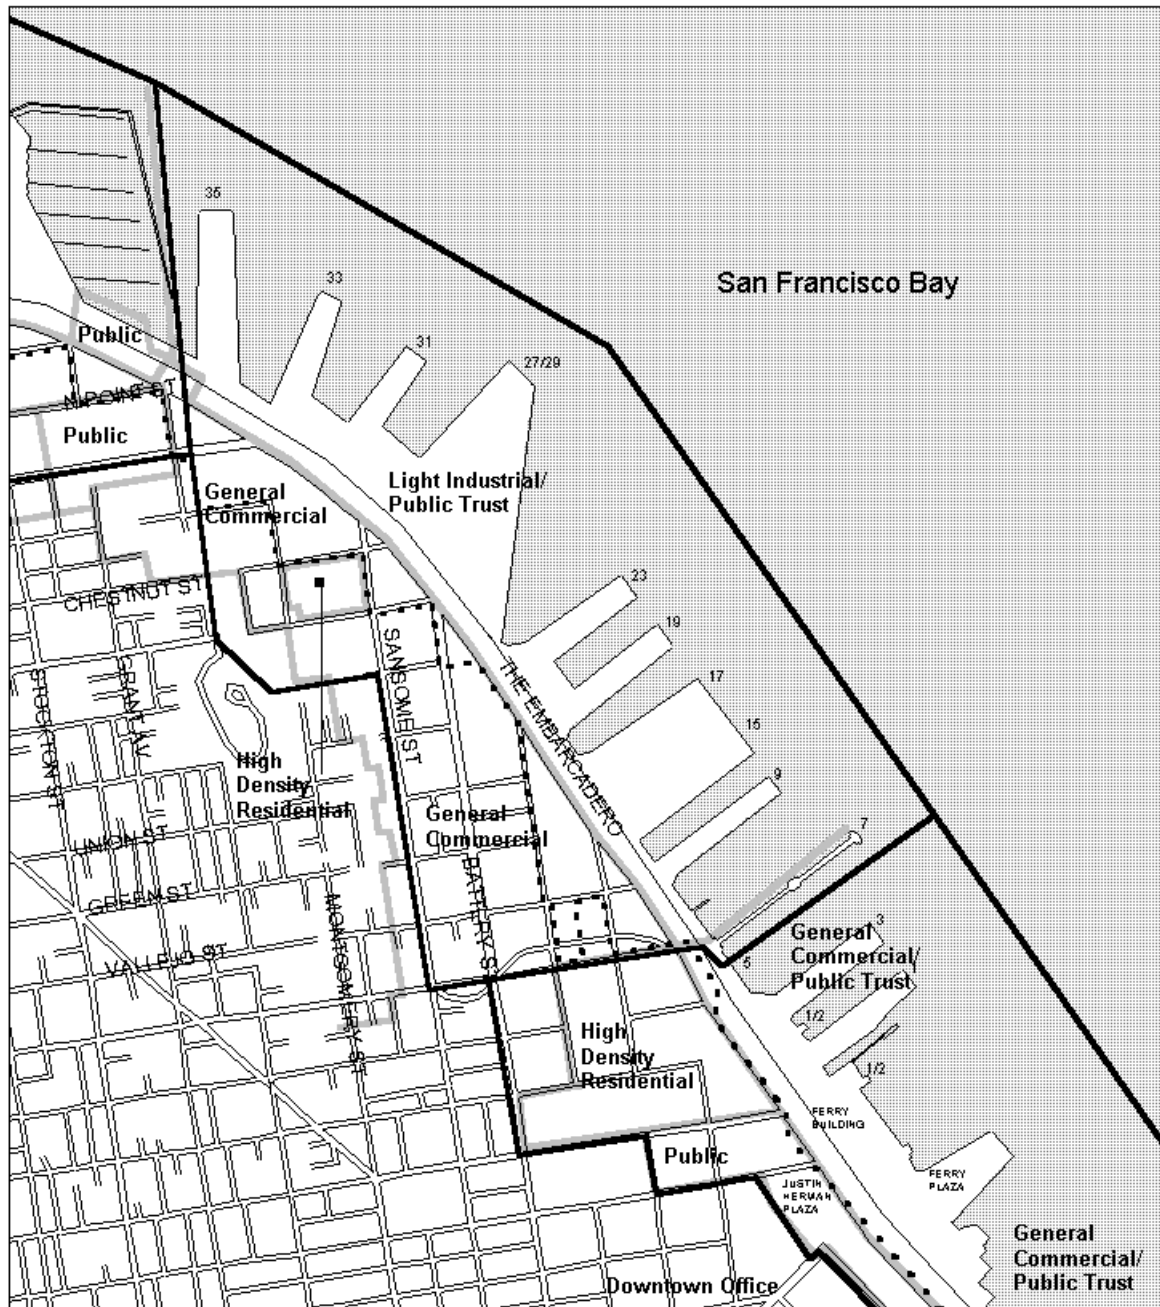 35
33
San Francisco Bay
31
27/29
Public
N. POINT ST
Public
Light Industrial/
Public Trust
General
Commercial
23
CHESTNUT ST
19
SANSOME ST
THE EMBARCADERO
17
STOCKTON ST
GRANT AV
15
High
Density
Residential
9
General
Commercial
7
UNION ST
GREEN ST
BATTERY ST
MONTGOMERY ST
VALLEJO ST
3
General
Commercial/
Public Trust
5
1
1/2
High
Density
Residential
1/2
FERRY
BUILDING
Public
FERRY
PLAZA
JUSTIN
HERMAN
PLAZA
General
Commercial/
Public Trust
Downtown Office